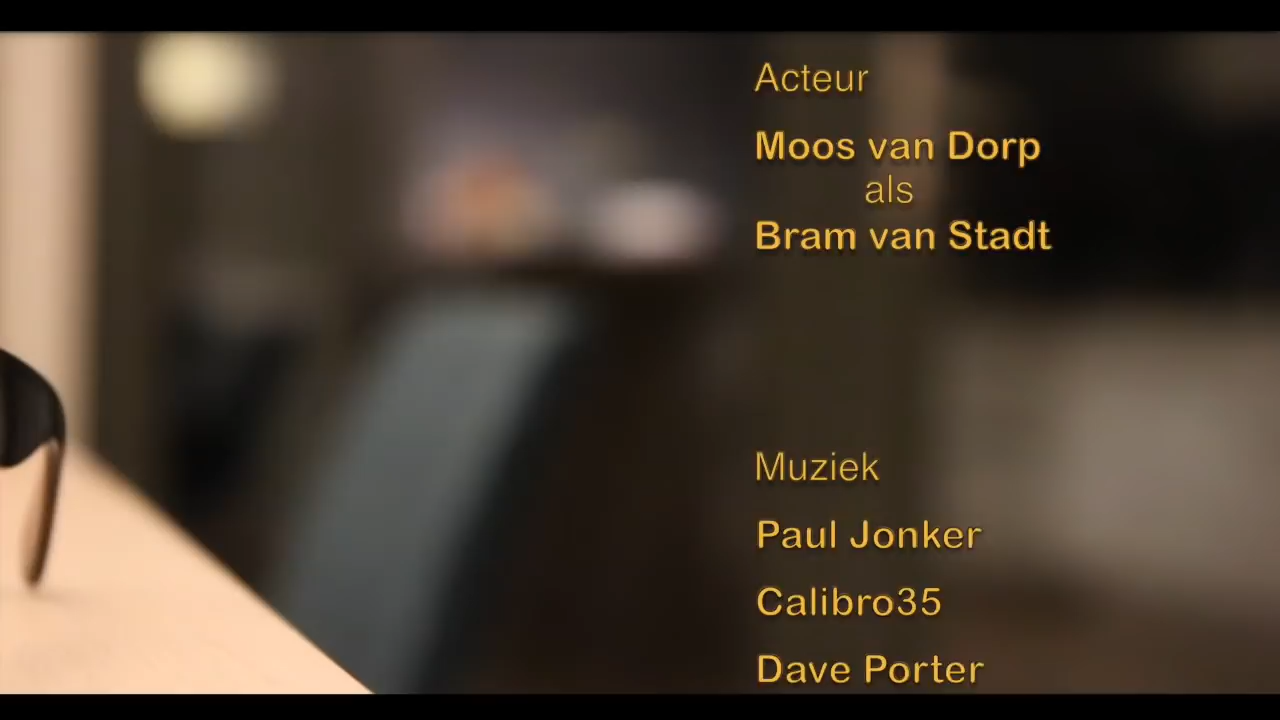 Acteur
Moos van Dorp
als
Bram van Stadt
Muziek
Paul Jonker
Calibro35
Dave Porter